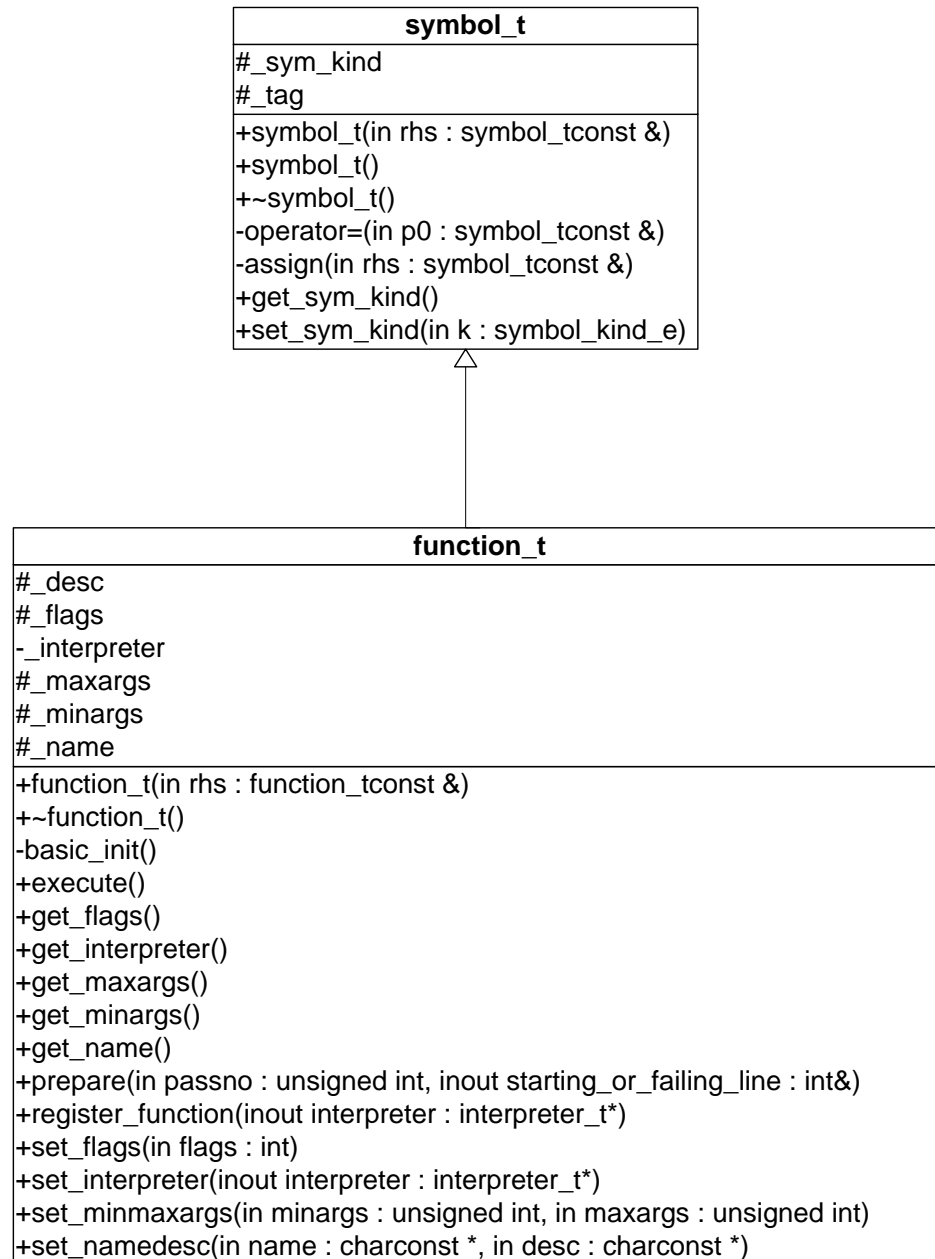 symbol_t
#_sym_kind
#_tag
+symbol_t(in rhs : symbol_tconst &)
+symbol_t()
+~symbol_t()
-operator=(in p0 : symbol_tconst &)
-assign(in rhs : symbol_tconst &)
+get_sym_kind()
+set_sym_kind(in k : symbol_kind_e)
function_t
#_desc
#_flags
-_interpreter
#_maxargs
#_minargs
#_name
+function_t(in rhs : function_tconst &)
+~function_t()
-basic_init()
+execute()
+get_flags()
+get_interpreter()
+get_maxargs()
+get_minargs()
+get_name()
+prepare(in passno : unsigned int, inout starting_or_failing_line : int&)
+register_function(inout interpreter : interpreter_t*)
+set_flags(in flags : int)
+set_interpreter(inout interpreter : interpreter_t*)
+set_minmaxargs(in minargs : unsigned int, in maxargs : unsigned int)
+set_namedesc(in name : charconst *, in desc : charconst *)